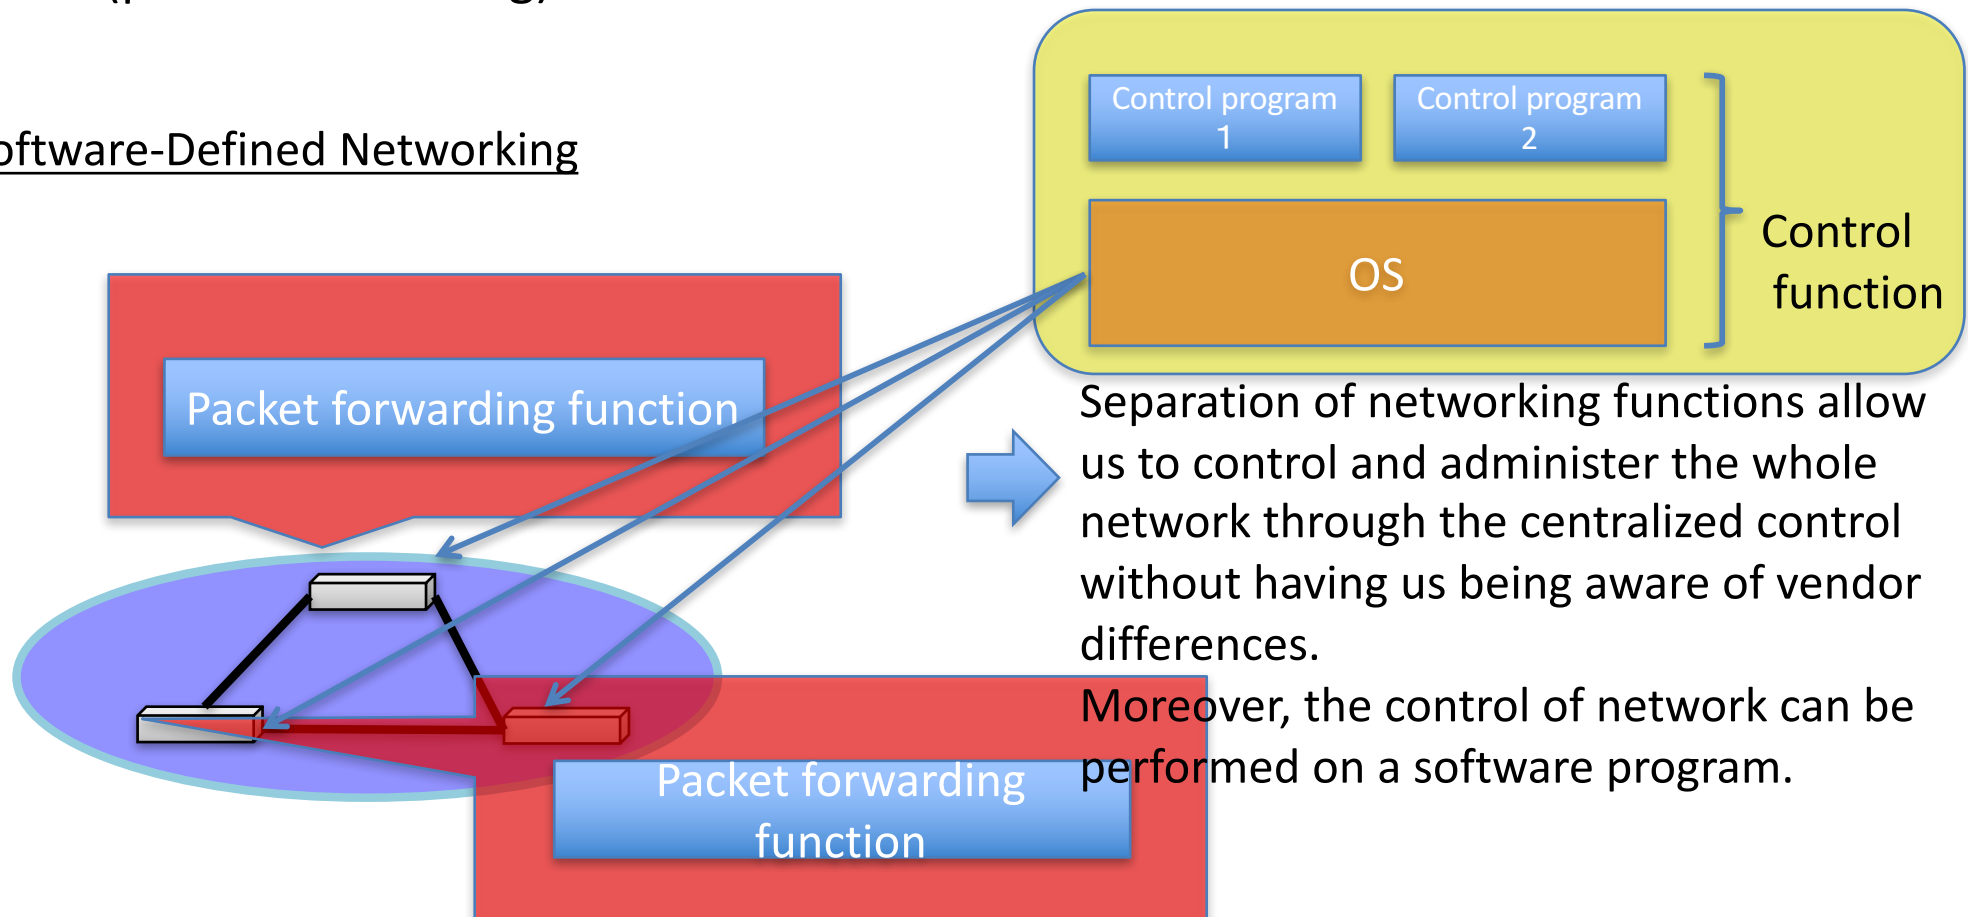 oftware-Defined Networking
Control program
1
Control program
2
OS
Control
function
Packet forwarding function
Separation of networking functions allow
us to control and administer the whole
network through the centralized control
without having us being aware of vendor
differences.
Moreover, the control of network can be
performed on a software program.
Packet forwarding
function